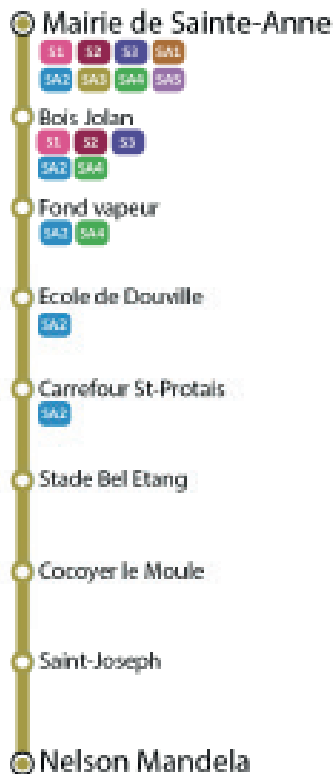 Mairie de Sainte-Anne
S1 S2 S3 SA1
SA2 SA3 SA4 SA5
Bois Jolan
S1 S2 S3
SA2 SA4
Fond vapeur
SA2 SA4
Ecole de Douville
SA2
Carrefour St-Protais
SA2
Stade Bel Etang
Cocoyer le Moule
Saint-Joseph
Nelson Mandela